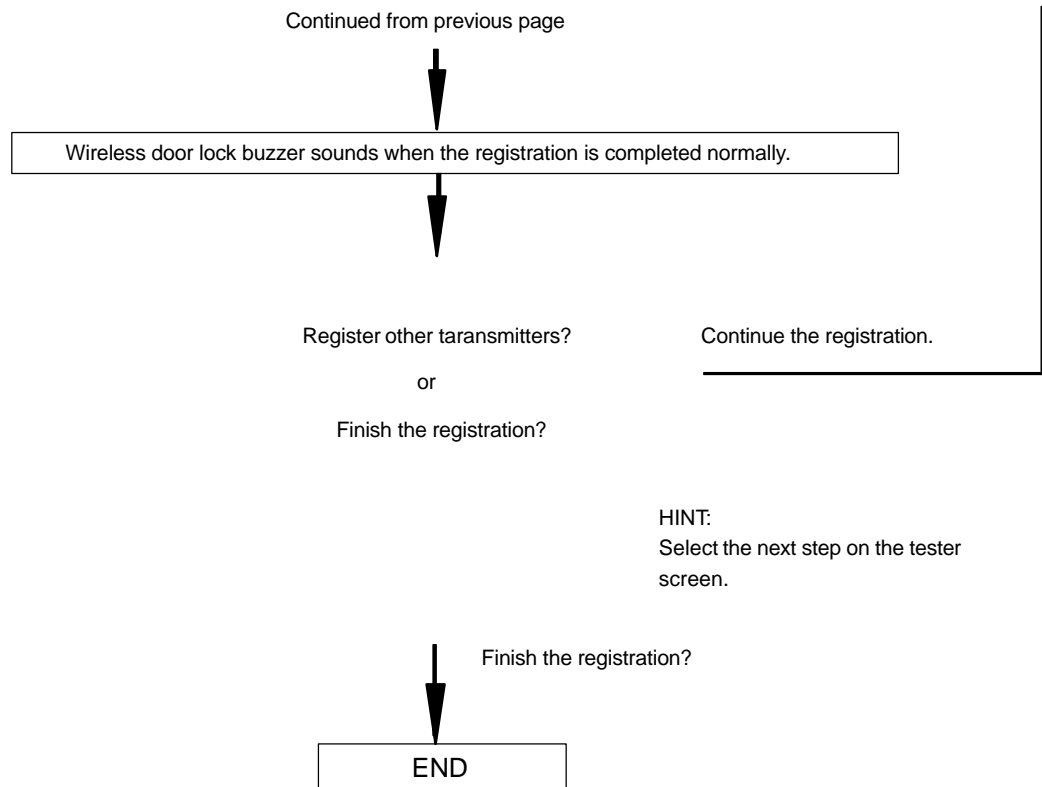 Continued from previous page
Wireless door lock buzzer sounds when the registration is completed normally.
Register other taransmitters?
Continue the registration.
or
Finish the registration?
HINT:
Select the next step on the tester
screen.
Finish the registration?
END